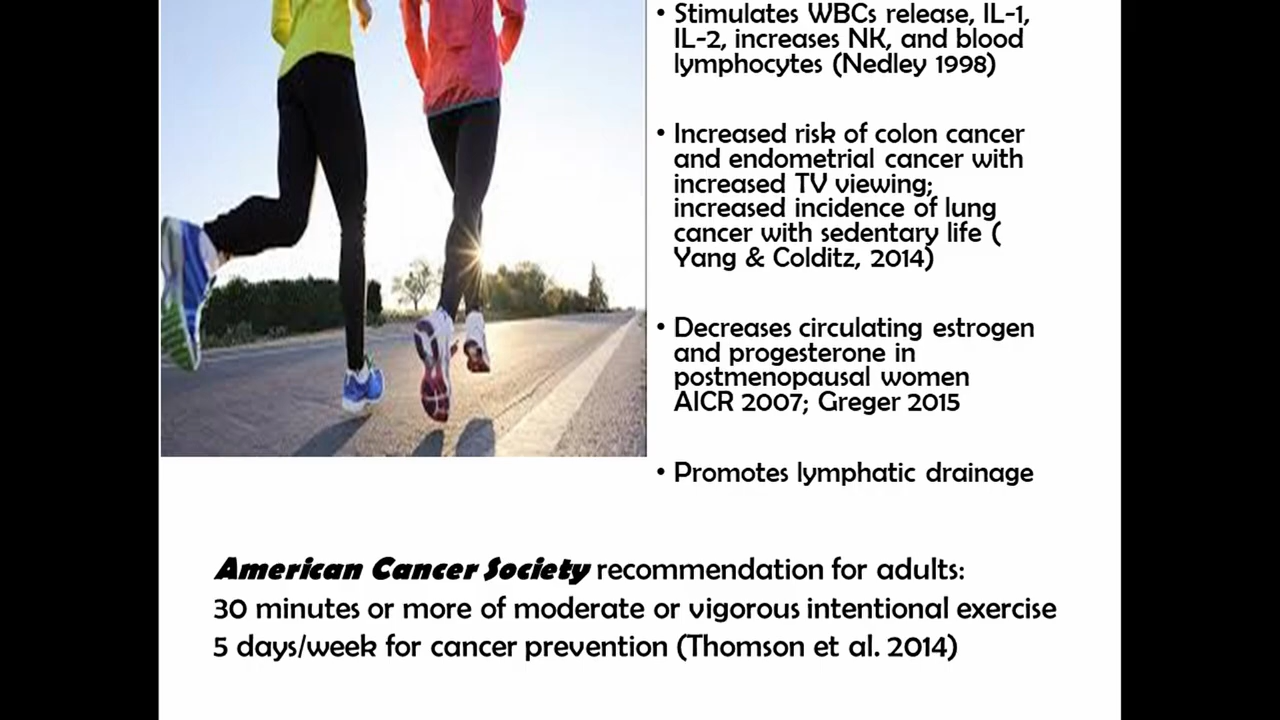 • Stimulates WBCs release, IL-1,
IL-2, increases NK, and blood
lymphocytes (Nedley 1998)
• Increased risk of colon cancer
and endometrial cancer with
increased TV viewing;
increased incidence of lung
cancer with sedentary life (
Yang & Colditz, 2014)
• Decreases circulating estrogen
and progesterone in
postmenopausal women
AICR 2007; Greger 2015
• Promotes lymphatic drainage
American Cancer Society recommendation for adults:
30 minutes or more of moderate or vigorous intentional exercise
5 days/week for cancer prevention (Thomson et al. 2014)